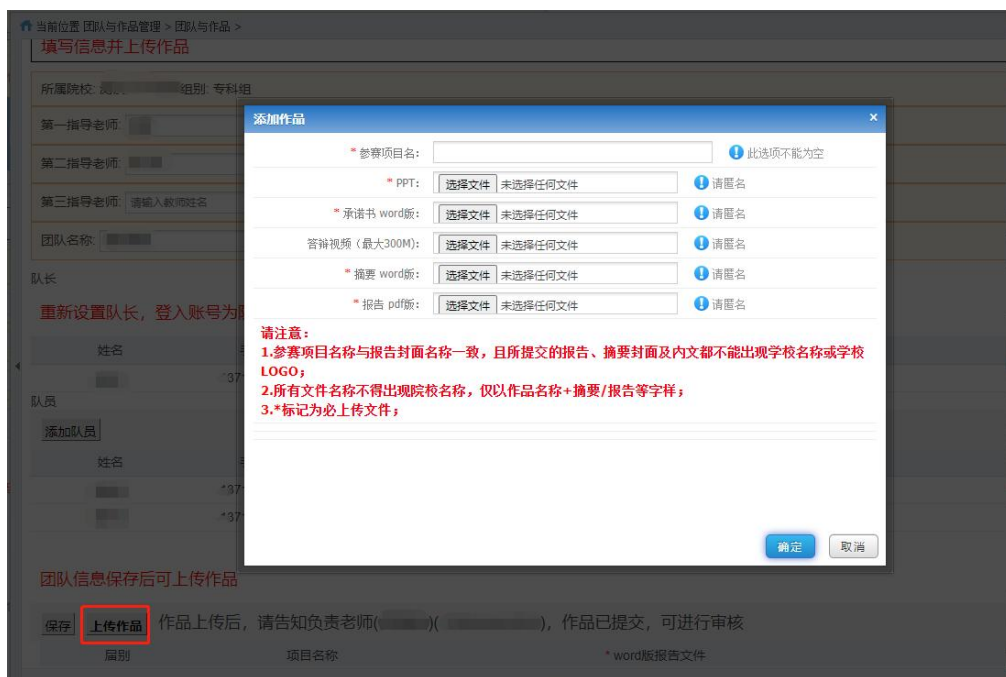 当前位置 团队与作品管理 > 团队与作品 >
填写信息并上传作品
所属院校: 组别: 专科组
第一指导老师:
第二指导老师:
第三指导老师: 请输入教师姓名
团队名称:
队长
重新设置队长，登入账号为
姓名
*37
队员
添加队员
姓名
*37
*37
添加作品 ×
* 参赛项目名: 此选项不能为空
* PPT: 选择文件 未选择任何文件 请匿名
* 承诺书 word版: 选择文件 未选择任何文件 请匿名
答辩视频（最大300M): 选择文件 未选择任何文件 请匿名
* 摘要 word版: 选择文件 未选择任何文件 请匿名
* 报告 pdf版: 选择文件 未选择任何文件 请匿名
请注意：
1.参赛项目名称与报告封面名称一致，且所提交的报告、摘要封面及内文都不能出现学校名称或学校
LOGO；
2.所有文件名称不得出现院校名称，仅以作品名称+摘要/报告等字样；
3.*标记为必上传文件；
确定 取消
团队信息保存后可上传作品
保存 上传作品 作品上传后，请告知负责老师( )( )，作品已提交，可进行审核
届别 项目名称 * word版报告文件